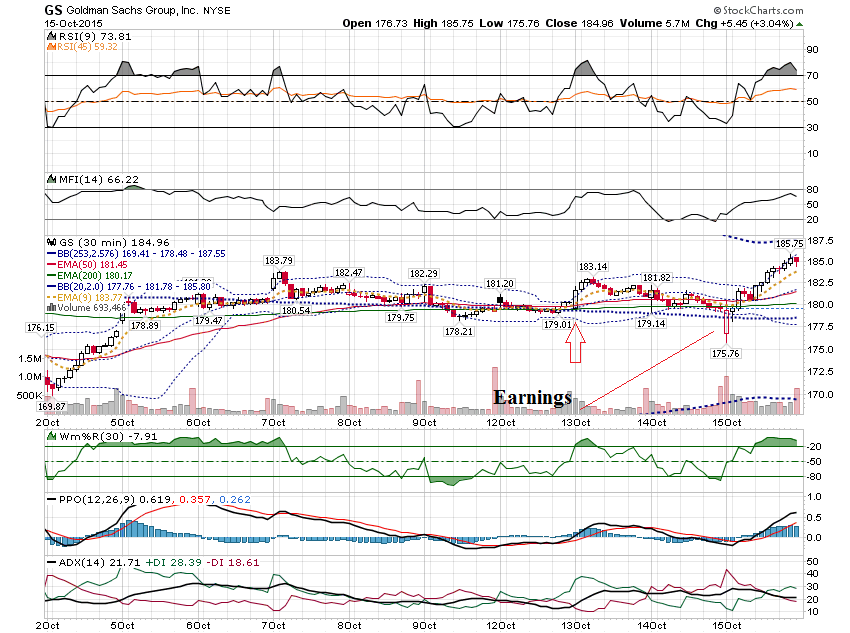 GS Goldman Sachs Group, Inc. NYSE © StockCharts.com
15-Oct-2015 Open 176.73 High 185.75 Low 175.76 Close 184.96 Volume 5.7M Chg +5.45 (+3.04%)
RSI(9) 73.81
RSI(45) 59.32
90
70
50
30
10
MFI(14) 66.22
80
50
20
GS (30 min) 184.96
BB(253,2.576) 169.41 - 178.48 - 187.55
EMA(50) 181.45
EMA(200) 180.17
BB(20,2.0) 177.76 - 181.78 - 185.80
EMA(9) 183.77
Volume 693,466
185.75
183.79
182.47
182.29
181.20
183.14
181.82
176.15
178.89
179.47
180.54
179.75
178.21
179.01
179.14
175.76
169.87
187.5
185.0
182.5
180.0
177.5
175.0
172.5
170.0
1.5M
1.0M
500K
Earnings
2Oct 5Oct 6Oct 7Oct 8Oct 9Oct 12Oct 13Oct 14Oct 15Oct
Wm%R(30) -7.91
-20
-50
-80
PPO(12,26,9) 0.619, 0.357, 0.262
1.0
0.5
0.0
ADX(14) 21.71 +DI 28.39 -DI 18.61
50
40
30
20
10
2Oct 5Oct 6Oct 7Oct 8Oct 9Oct 12Oct 13Oct 14Oct 15Oct